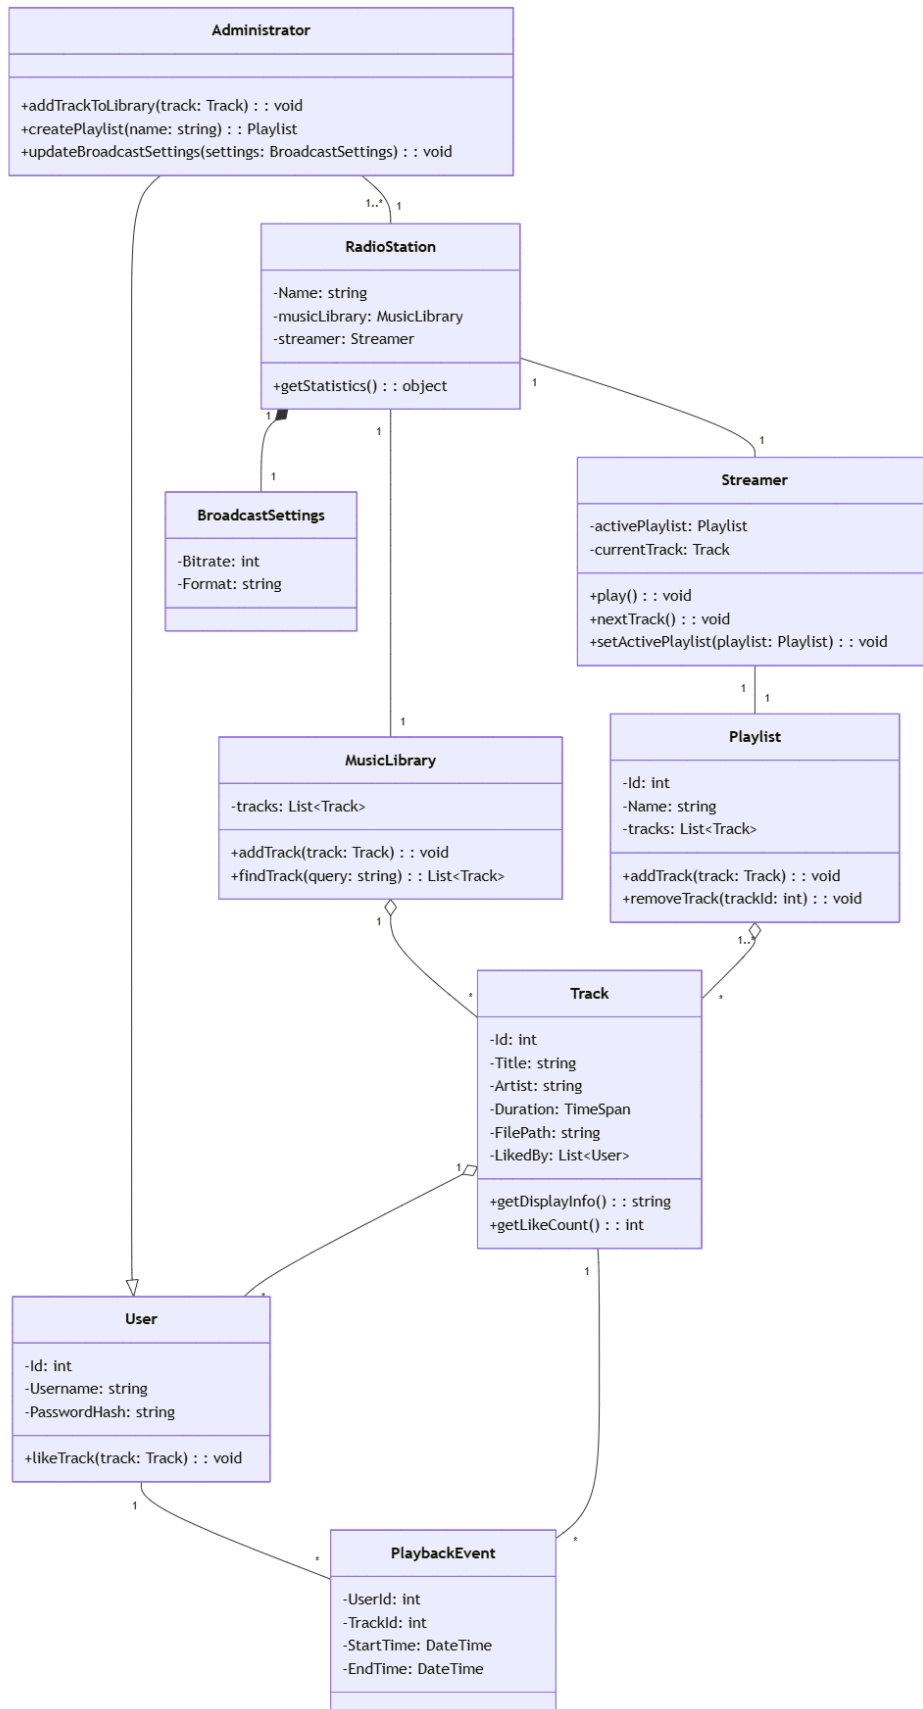 Administrator
+addTrackToLibrary(track: Track) : : void
+createPlaylist(name: string) : : Playlist
+updateBroadcastSettings(settings: BroadcastSettings) : : void
1..*
1
RadioStation
-Name: string
-musicLibrary: MusicLibrary
-streamer: Streamer
+getStatistics() : : object
1
1
1
1
1
BroadcastSettings
-Bitrate: int
-Format: string
Streamer
-activePlaylist: Playlist
-currentTrack: Track
+play() : : void
+nextTrack() : : void
+setActivePlaylist(playlist: Playlist) : : void
1
1
1
MusicLibrary
-tracks: List<Track>
+addTrack(track: Track) : : void
+findTrack(query: string) : : List<Track>
Playlist
-Id: int
-Name: string
-tracks: List<Track>
+addTrack(track: Track) : : void
+removeTrack(trackId: int) : : void
1
1..*
*
*
Track
-Id: int
-Title: string
-Artist: string
-Duration: TimeSpan
-FilePath: string
-LikedBy: List<User>
+getDisplayInfo() : : string
+getLikeCount() : : int
1
1
*
User
-Id: int
-Username: string
-PasswordHash: string
+likeTrack(track: Track) : : void
1
*
*
PlaybackEvent
-UserId: int
-TrackId: int
-StartTime: DateTime
-EndTime: DateTime